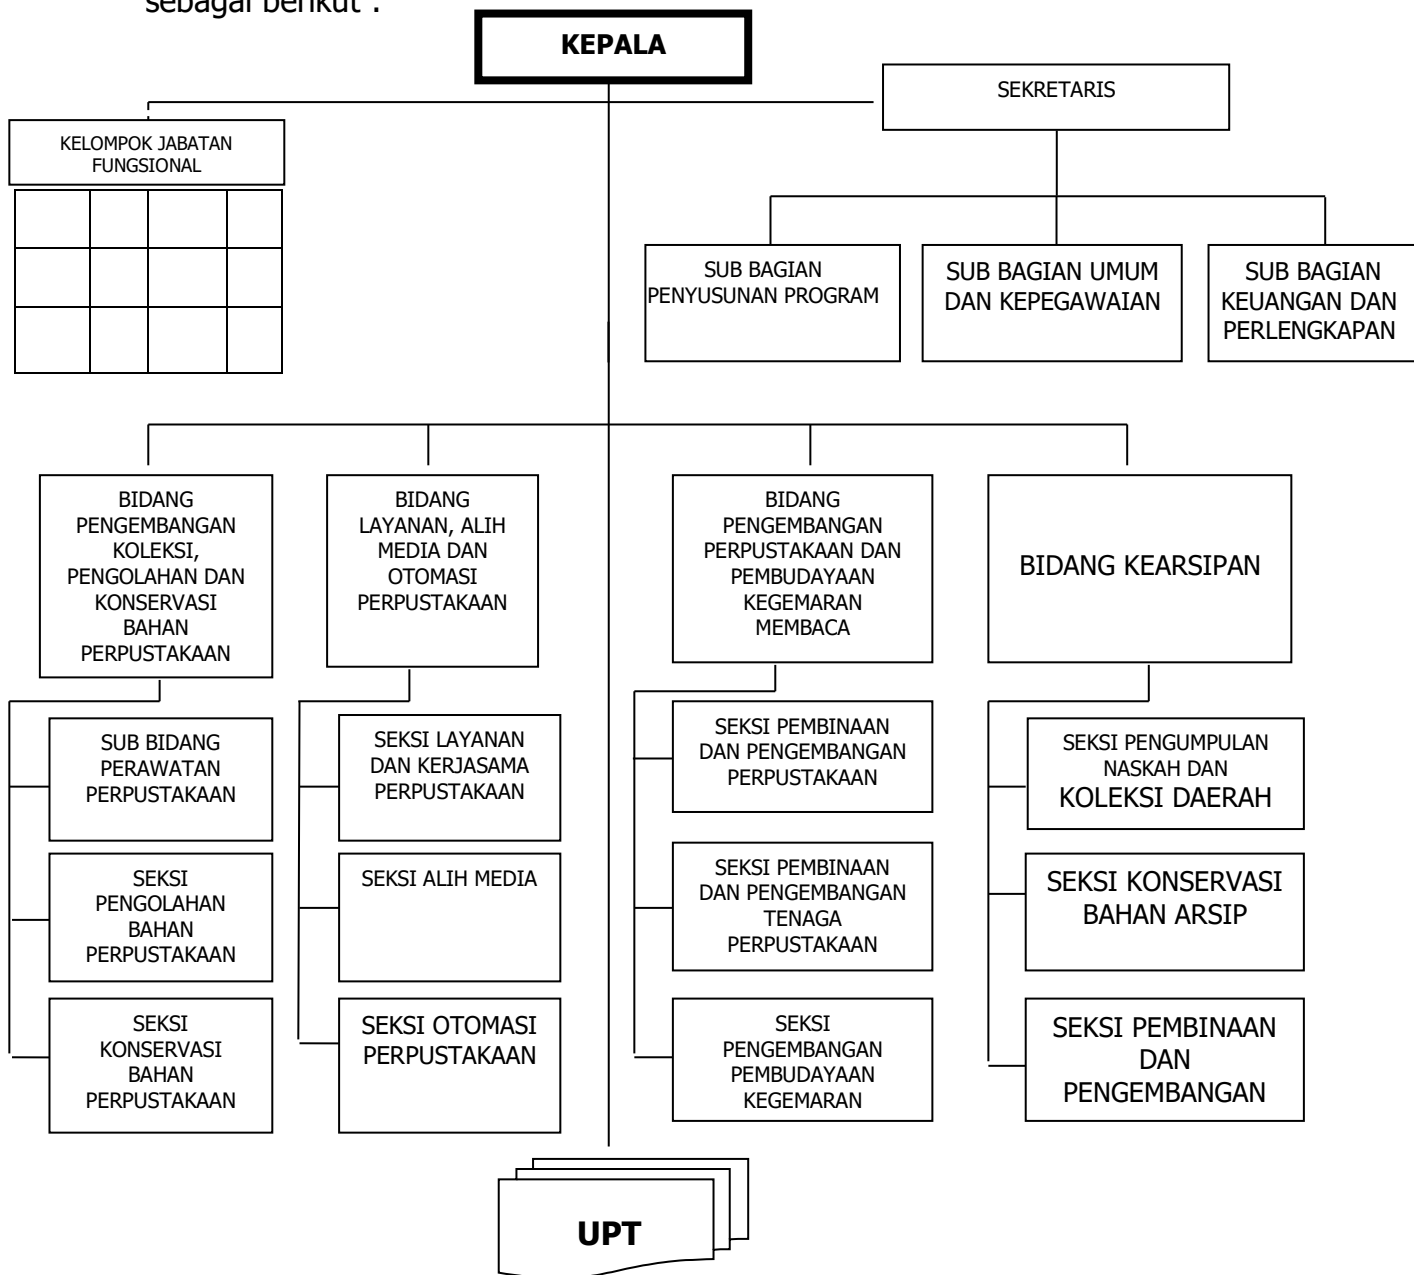 sebagai berikut :
KEPALA
SEKRETARIS
KELOMPOK JABATAN
FUNGSIONAL
SUB BAGIAN
PENYUSUNAN PROGRAM
SUB BAGIAN UMUM
DAN KEPEGAWAIAN
SUB BAGIAN
KEUANGAN DAN
PERLENGKAPAN
BIDANG
PENGEMBANGAN
KOLEKSI,
PENGOLAHAN DAN
KONSERVASI
BAHAN
PERPUSTAKAAN
BIDANG
LAYANAN, ALIH
MEDIA DAN
OTOMASI
PERPUSTAKAAN
BIDANG
PENGEMBANGAN
PERPUSTAKAAN DAN
PEMBUDAYAAN
KEGEMARAN
MEMBACA
BIDANG KEARSIPAN
SUB BIDANG
PERAWATAN
PERPUSTAKAAN
SEKSI LAYANAN
DAN KERJASAMA
PERPUSTAKAAN
SEKSI PEMBINAAN
DAN PENGEMBANGAN
PERPUSTAKAAN
SEKSI PENGUMPULAN
NASKAH DAN
KOLEKSI DAERAH
SEKSI
PENGOLAHAN
BAHAN
PERPUSTAKAAN
SEKSI ALIH MEDIA
SEKSI PEMBINAAN
DAN PENGEMBANGAN
TENAGA
PERPUSTAKAAN
SEKSI KONSERVASI
BAHAN ARSIP
SEKSI
KONSERVASI
BAHAN
PERPUSTAKAAN
SEKSI OTOMASI
PERPUSTAKAAN
SEKSI
PENGEMBANGAN
PEMBUDAYAAN
KEGEMARAN
SEKSI PEMBINAAN
DAN
PENGEMBANGAN
UPT